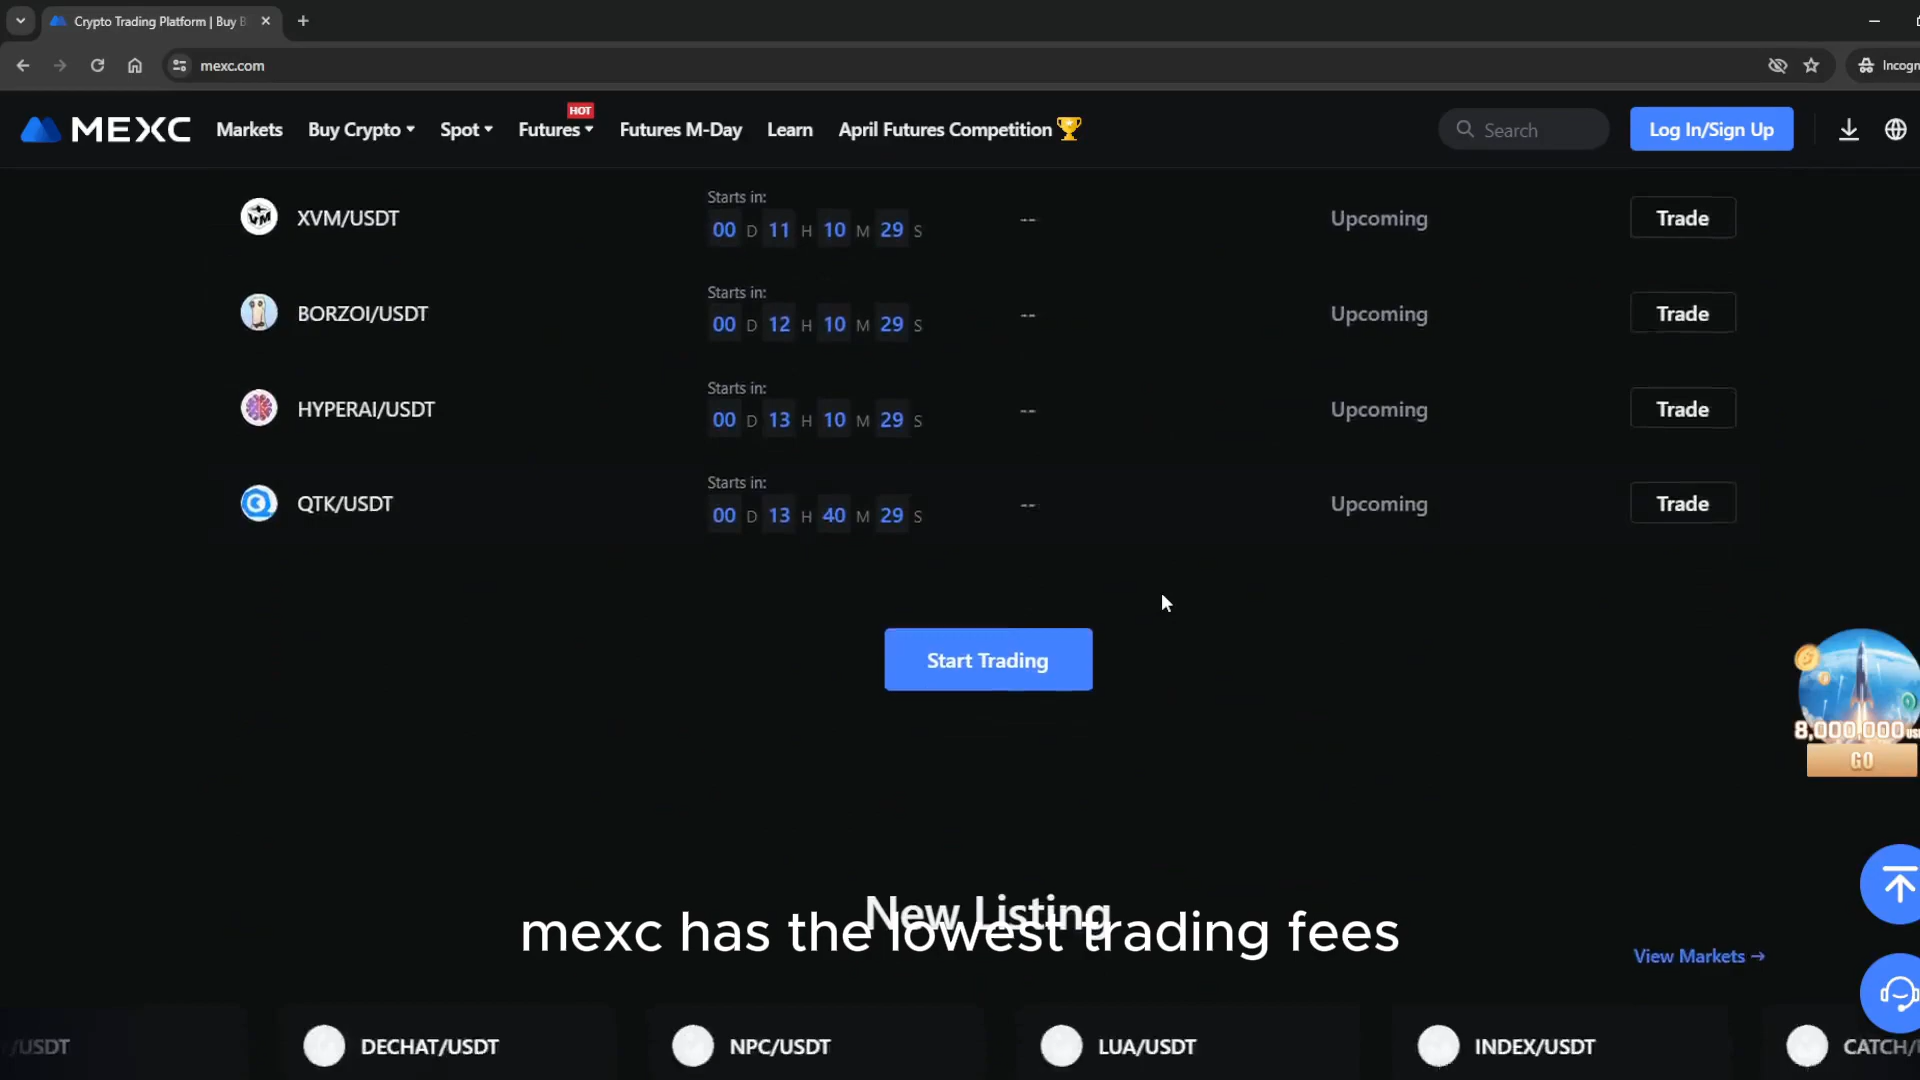 Crypto Trading Platform | Buy B
mexc.com
Incogn
MEXC Markets Buy Crypto Spot Futures HOT Futures M-Day Learn April Futures Competition Search Log In/Sign Up
Starts in:
XVM/USDT 00 D 11 H 10 M 29 S -- Upcoming Trade
Starts in:
BORZOI/USDT 00 D 12 H 10 M 29 S -- Upcoming Trade
Starts in:
HYPERAI/USDT 00 D 13 H 10 M 29 S -- Upcoming Trade
Starts in:
QTK/USDT 00 D 13 H 40 M 29 S -- Upcoming Trade
Start Trading
8,000,000
GO
New Listing
mexc has the lowest trading fees
View Markets →
/USDT DECHAT/USDT NPC/USDT LUA/USDT INDEX/USDT CATCH/